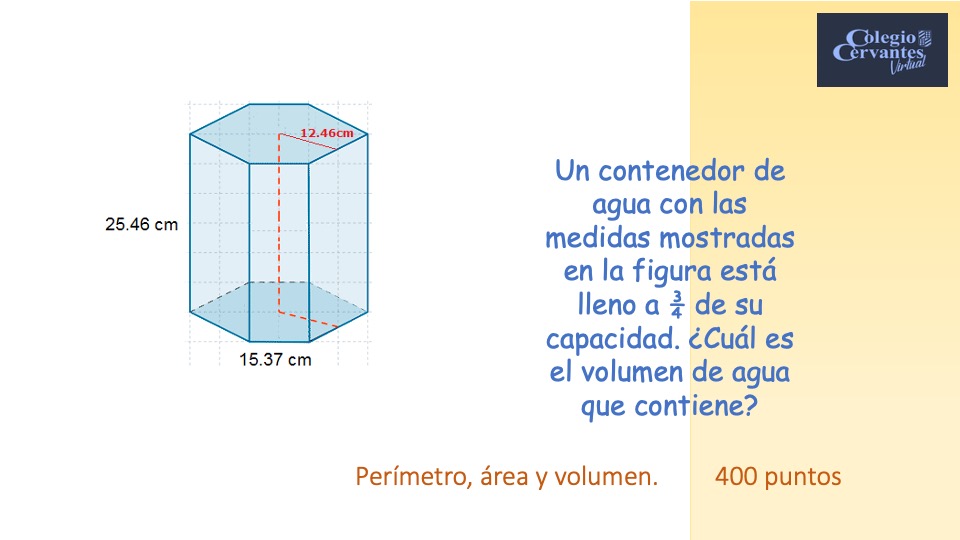 Colegio
Cervantes
Virtual
12.46cm
25.46 cm
15.37 cm
Un contenedor de
agua con las
medidas mostradas
en la figura está
lleno a ¾ de su
capacidad. ¿Cuál es
el volumen de agua
que contiene?
Perímetro, área y volumen.
400 puntos